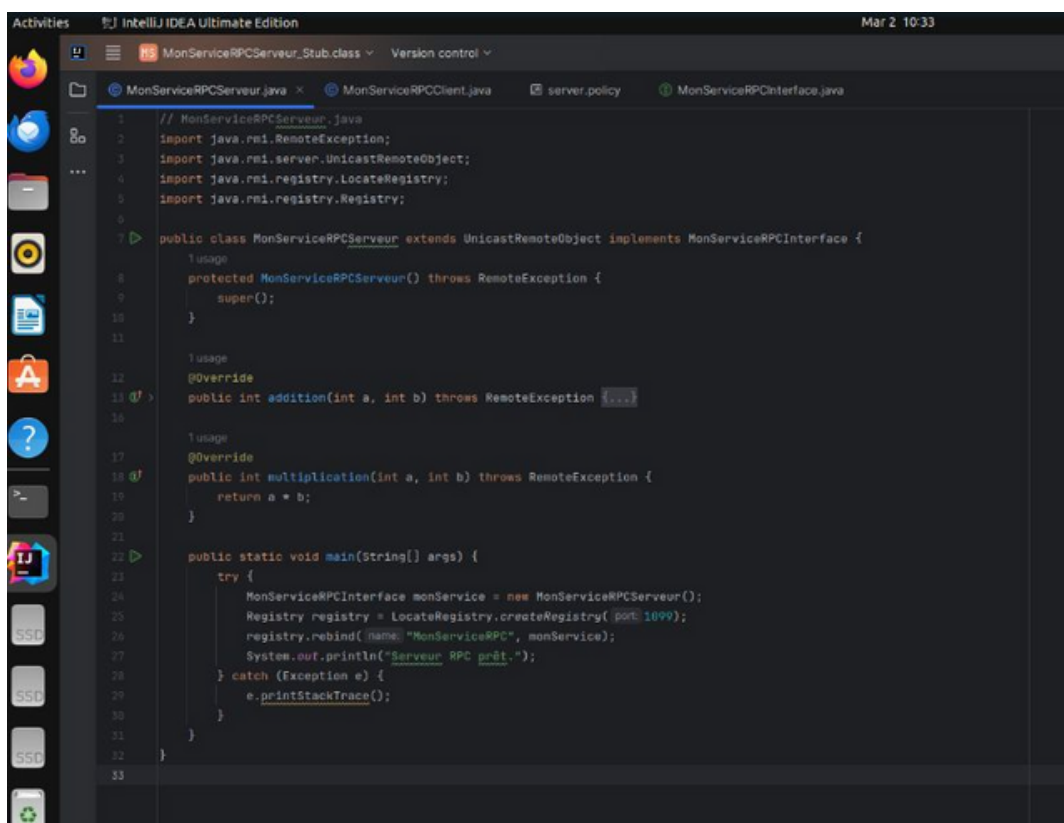 Activities IntelliJ IDEA Ultimate Edition Mar 2 10:33
MS MonServiceRPCServeur_Stub.class Version control
MonServiceRPCServeur.java × MonServiceRPCClient.java server.policy MonServiceRPCInterface.java
1 // MonServiceRPCServeur.java
2 import java.rmi.RemoteException;
3 import java.rmi.server.UnicastRemoteObject;
4 import java.rmi.registry.LocateRegistry;
5 import java.rmi.registry.Registry;
6
7 public class MonServiceRPCServeur extends UnicastRemoteObject implements MonServiceRPCInterface {
1 usage
8 protected MonServiceRPCServeur() throws RemoteException {
9 super();
10 }
11
1 usage
12 @Override
13 public int addition(int a, int b) throws RemoteException {...}
16
1 usage
17 @Override
18 public int multiplication(int a, int b) throws RemoteException {
19 return a * b;
20 }
21
22 public static void main(String[] args) {
23 try {
24 MonServiceRPCInterface monService = new MonServiceRPCServeur();
25 Registry registry = LocateRegistry.createRegistry( port: 1099);
26 registry.rebind( name: "MonServiceRPC", monService);
27 System.out.println("Serveur RPC prêt.");
28 } catch (Exception e) {
29 e.printStackTrace();
30 }
31 }
32 }
33
IJ
SSD
SSD
SSD